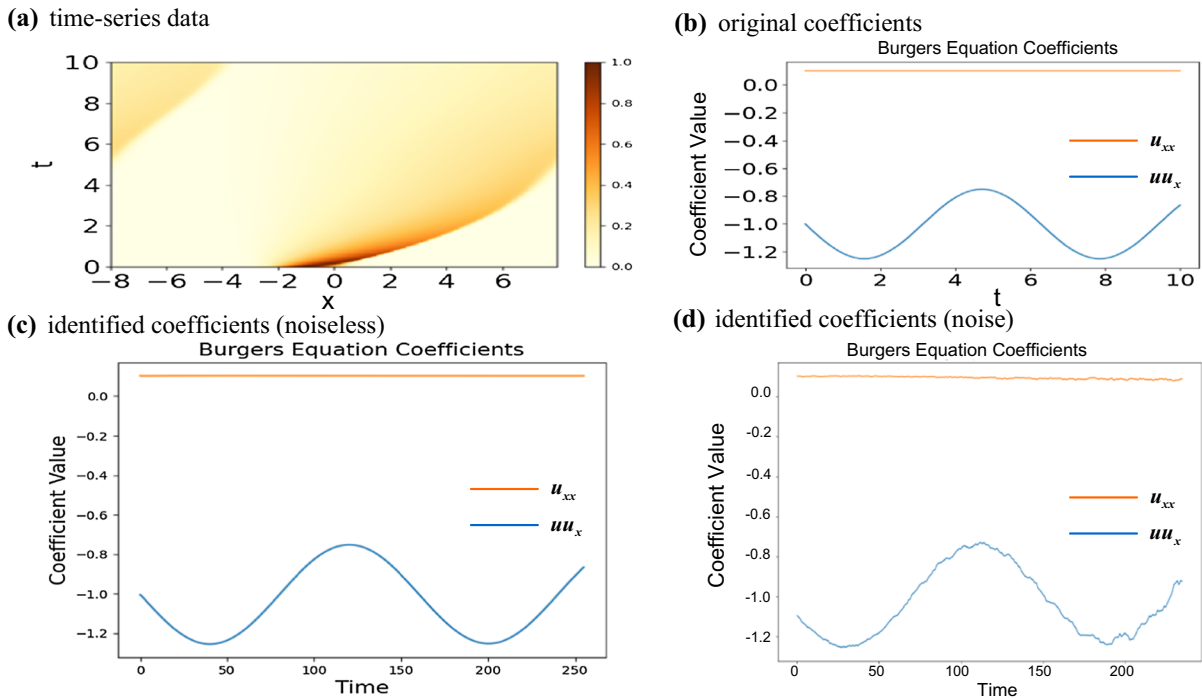 (a) time-series data
10
8
6
4
2
0
t
−8 −6 −4 −2 0 2 4 6
x
1.0
0.8
0.6
0.4
0.2
0.0
(b) original coefficients
Burgers Equation Coefficients
Coefficient Value
0.0
−0.2
−0.4
−0.6
−0.8
−1.0
−1.2
u_xx
uu_x
0 2 4 6 8 10
t
(c) identified coefficients (noiseless)
Burgers Equation Coefficients
Coefficient Value
0.0
−0.2
−0.4
−0.6
−0.8
−1.0
−1.2
u_xx
uu_x
0 50 100 150 200 250
Time
(d) identified coefficients (noise)
Burgers Equation Coefficients
Coefficient Value
0.0
-0.2
-0.4
-0.6
-0.8
-1.0
-1.2
u_xx
uu_x
0 50 100 150 200
Time